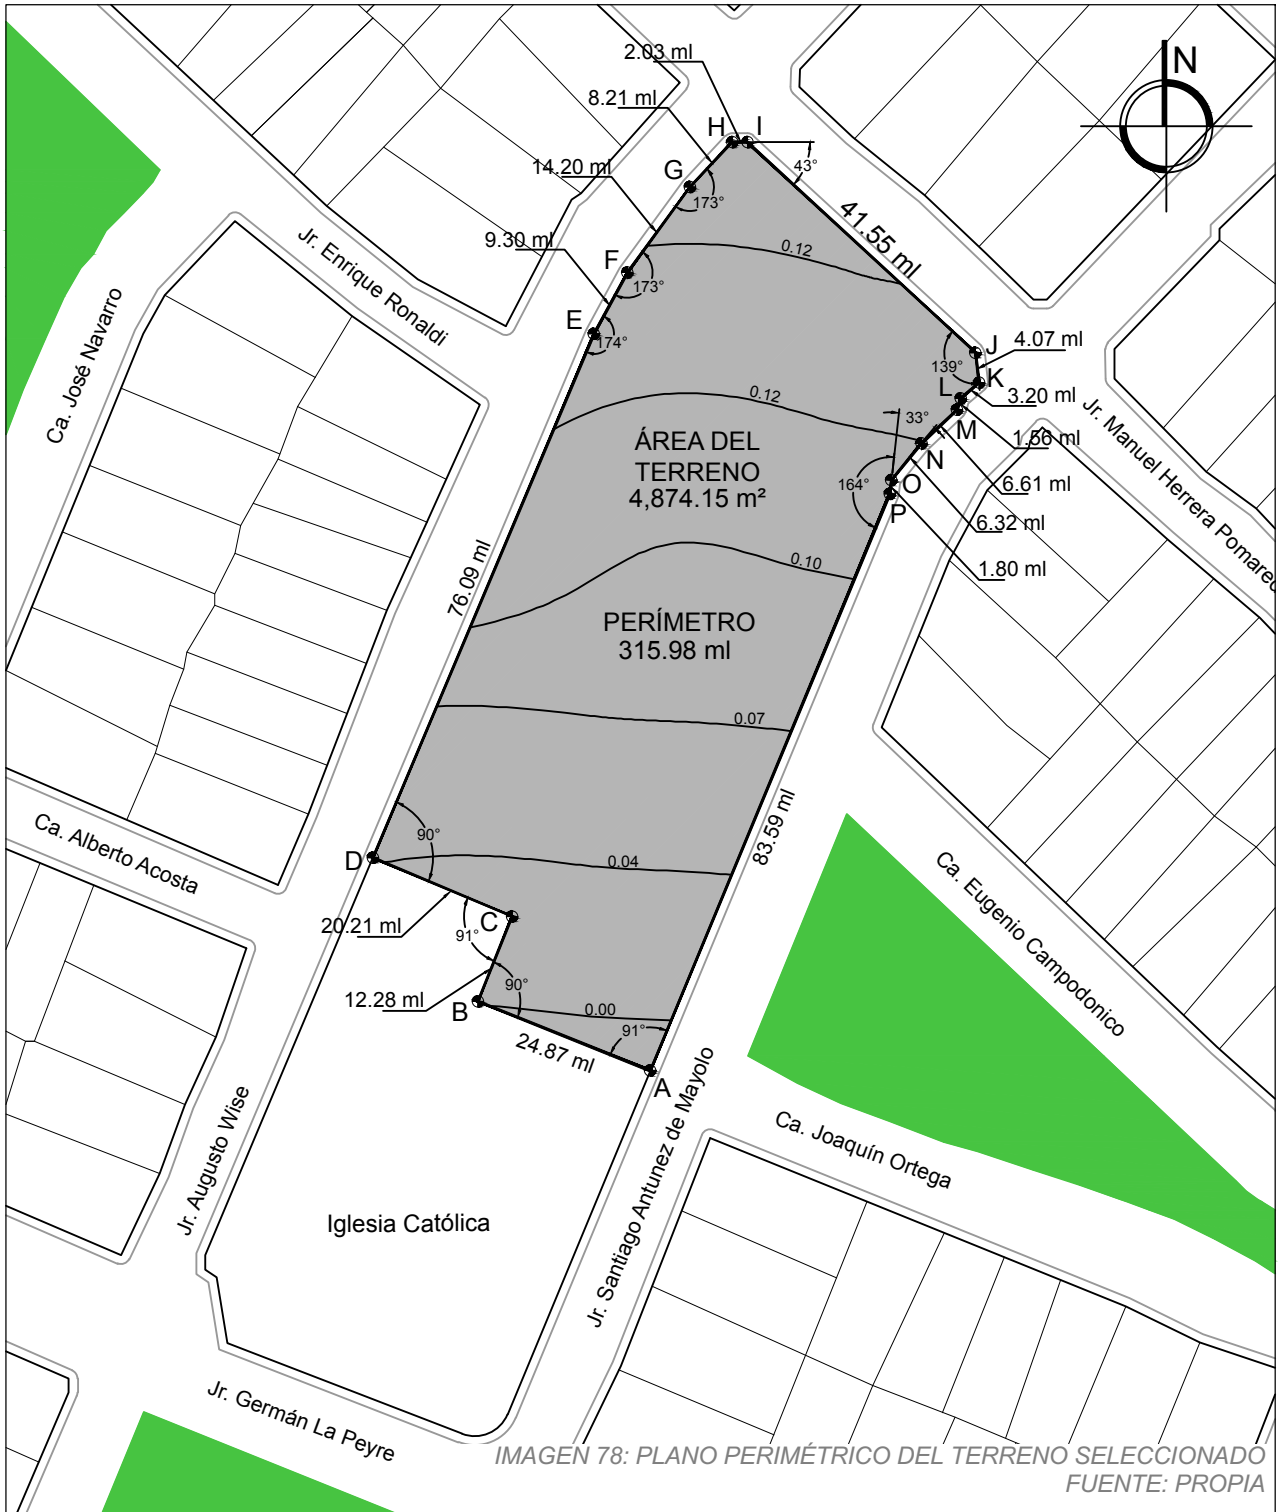 2.03 ml
N
8.21 ml
H
I
43°
14.20 ml
G
173°
41.55 ml
9.30 ml
0.12
Jr. Enrique Ronaldi
F
173°
E
174°
Ca. José Navarro
J
4.07 ml
139°
K
L
3.20 ml
0.12
33°
M
1.56 ml
Jr. Manuel Herrera Pomared
ÁREA DEL
TERRENO
4,874.15 m²
N
164°
O
6.61 ml
P
6.32 ml
76.09 ml
0.10
1.80 ml
PERÍMETRO
315.98 ml
0.07
83.59 ml
Ca. Alberto Acosta
90°
D
0.04
Ca. Eugenio Campodonico
20.21 ml
C
91°
12.28 ml
90°
B
0.00
91°
24.87 ml
A
Jr. Augusto Wise
Jr. Santiago Antunez de Mayolo
Ca. Joaquín Ortega
Iglesia Católica
Jr. Germán La Peyre
IMAGEN 78: PLANO PERIMÉTRICO DEL TERRENO SELECCIONADO
FUENTE: PROPIA